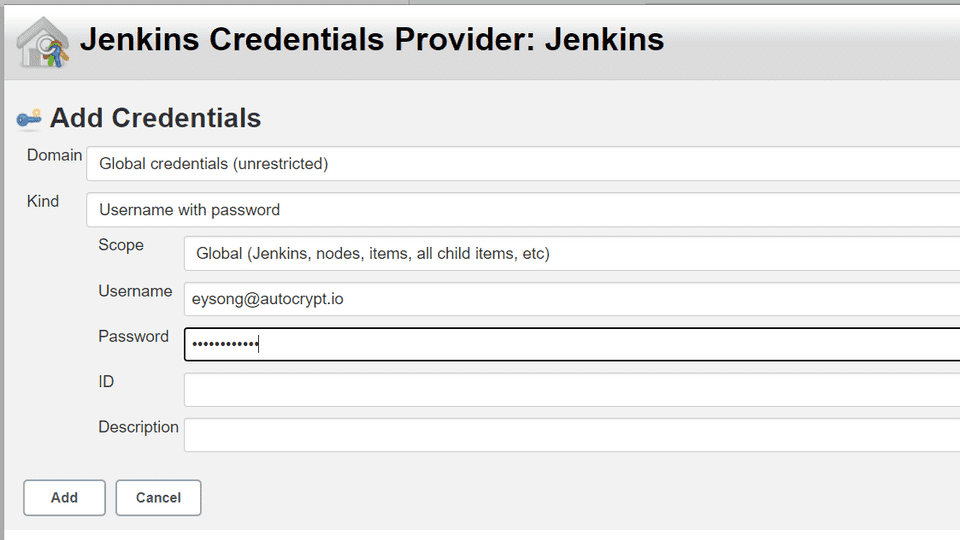 Jenkins Credentials Provider: Jenkins
Add Credentials
Domain Global credentials (unrestricted)
Kind Username with password
Scope Global (Jenkins, nodes, items, all child items, etc)
Username eysong@autocrypt.io
Password ••••••••••••
ID
Description
Add Cancel